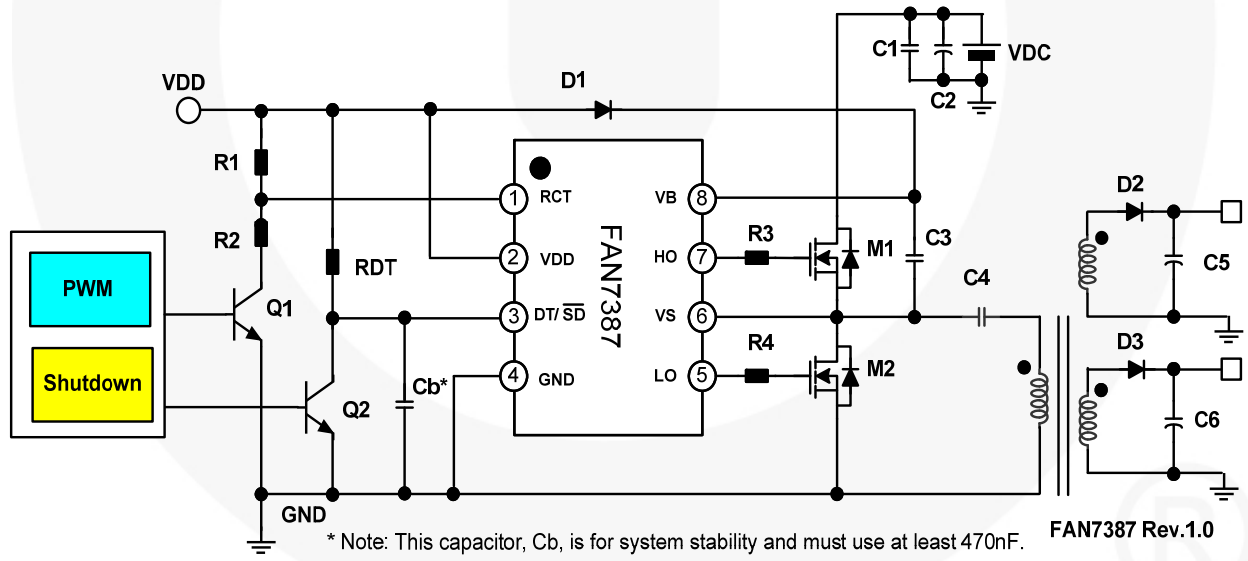 VDD
D1
C1
C2
VDC
R1
R2
RDT
PWM
Shutdown
Q1
Q2
Cb*
1 RCT
2 VDD
3 DT/ S̅D̅
4 GND
FAN7387
VB 8
HO 7
VS 6
LO 5
R3
R4
M1
M2
C3
C4
D2
C5
D3
C6
GND
* Note: This capacitor, Cb, is for system stability and must use at least 470nF.
FAN7387 Rev.1.0
®